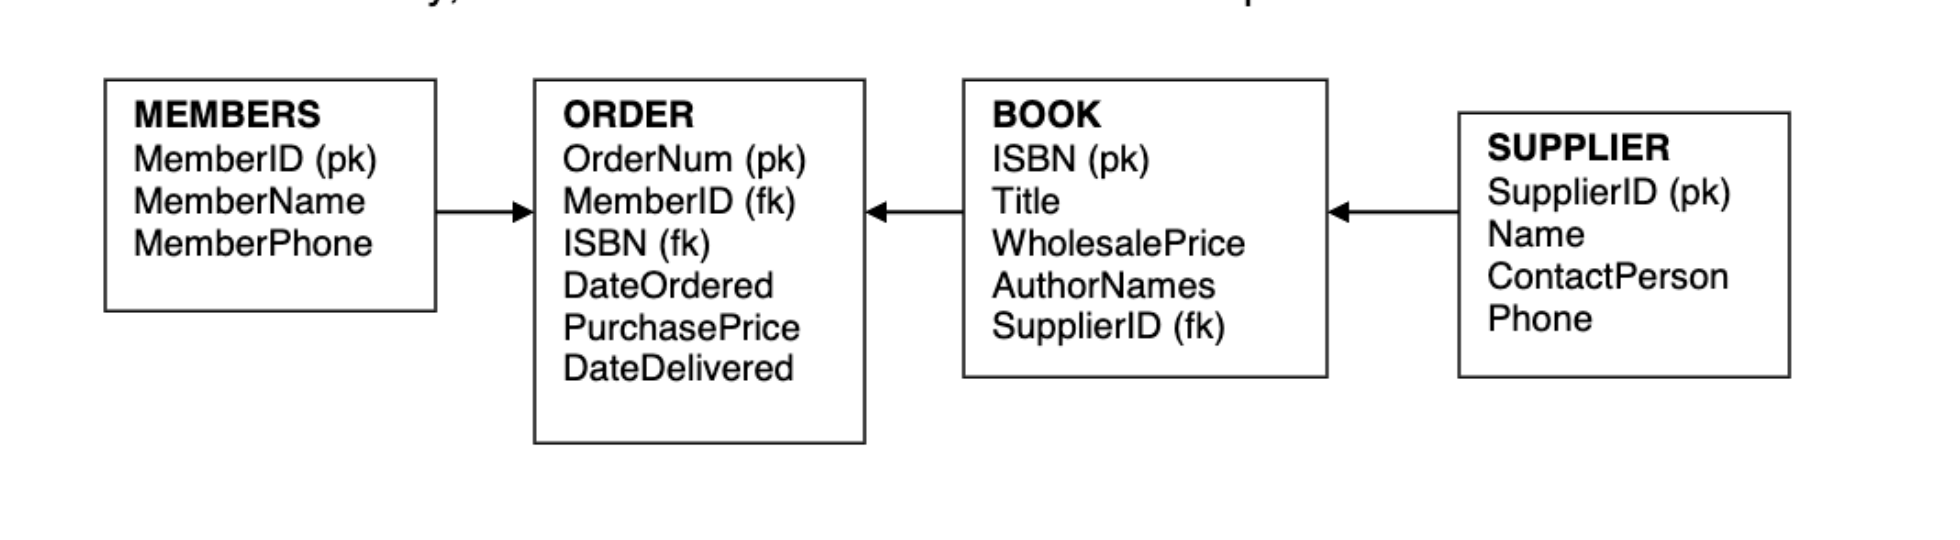 MEMBERS
MemberID (pk)
MemberName
MemberPhone
ORDER
OrderNum (pk)
MemberID (fk)
ISBN (fk)
DateOrdered
PurchasePrice
DateDelivered
BOOK
ISBN (pk)
Title
WholesalePrice
AuthorNames
SupplierID (fk)
SUPPLIER
SupplierID (pk)
Name
ContactPerson
Phone